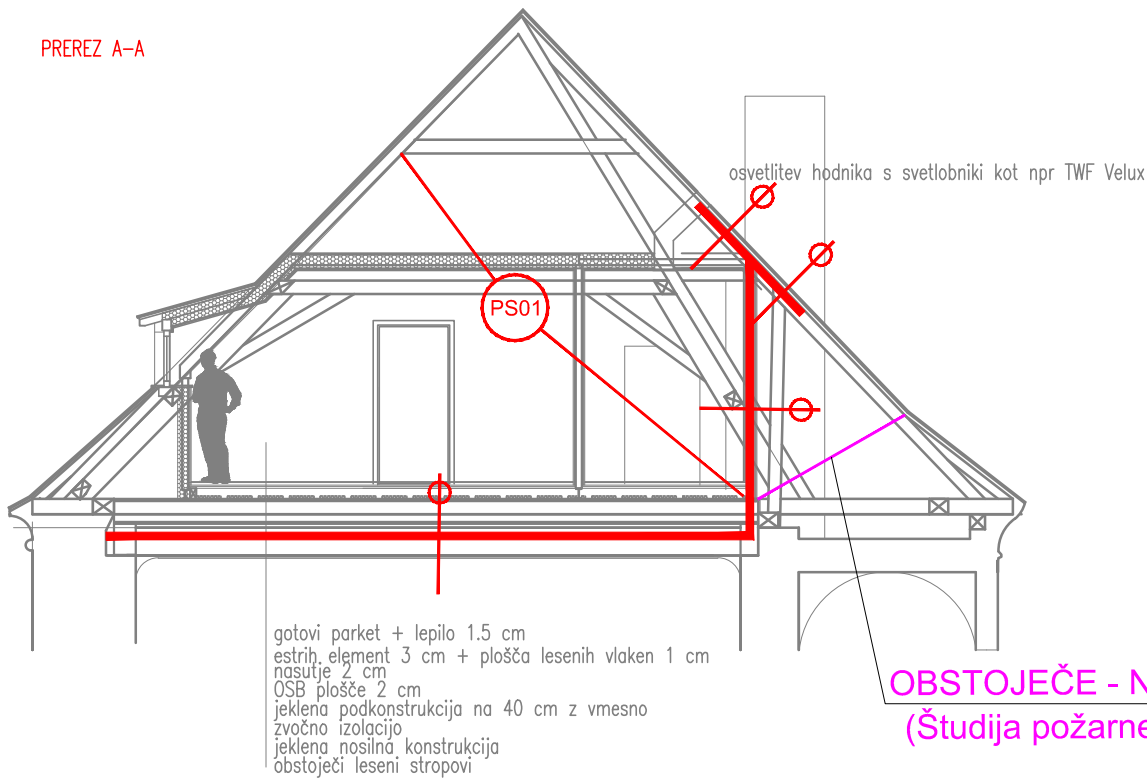 PREREZ A-A
osvetlitev hodnika s svetlobniki kot npr TWF Velux
PS01
gotovi parket + lepilo 1.5 cm
estrih element 3 cm + plošča lesenih vlaken 1 cm
nasutje 2 cm
OSB plošče 2 cm
jeklena podkonstrukcija na 40 cm z vmesno
zvočno izolacijo
jeklena nosilna konstrukcija
obstoječi leseni stropovi
OBSTOJEČE - N
(Študija požarne